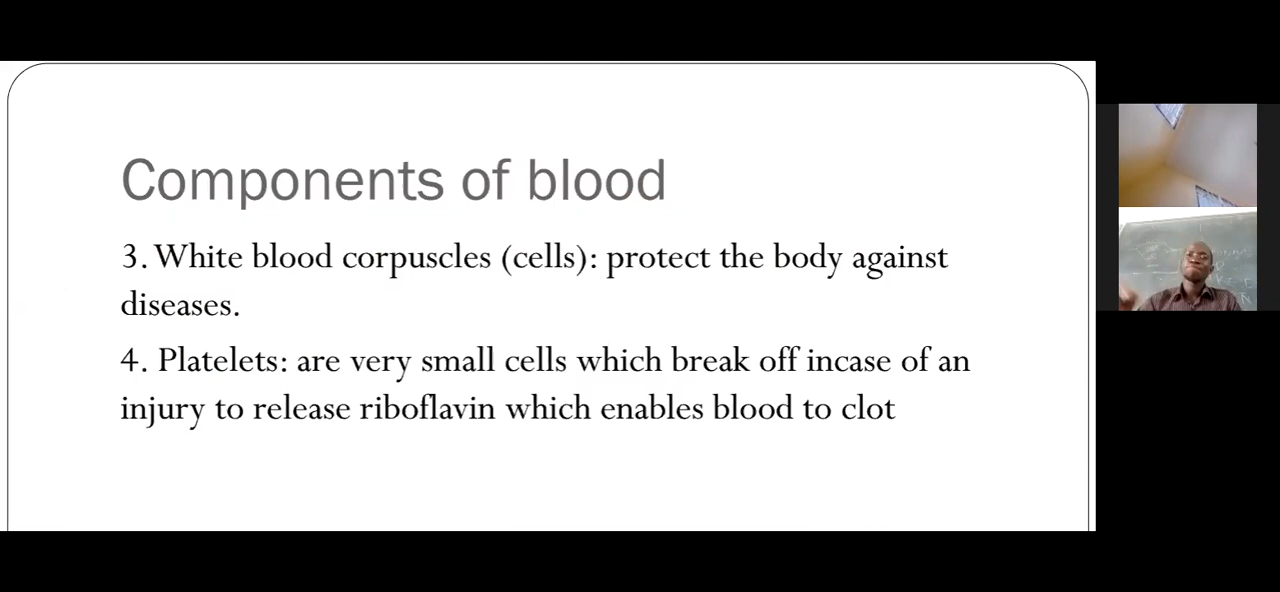 Components of blood
3. White blood corpuscles (cells): protect the body against
diseases.
4. Platelets: are very small cells which break off incase of an
injury to release riboflavin which enables blood to clot